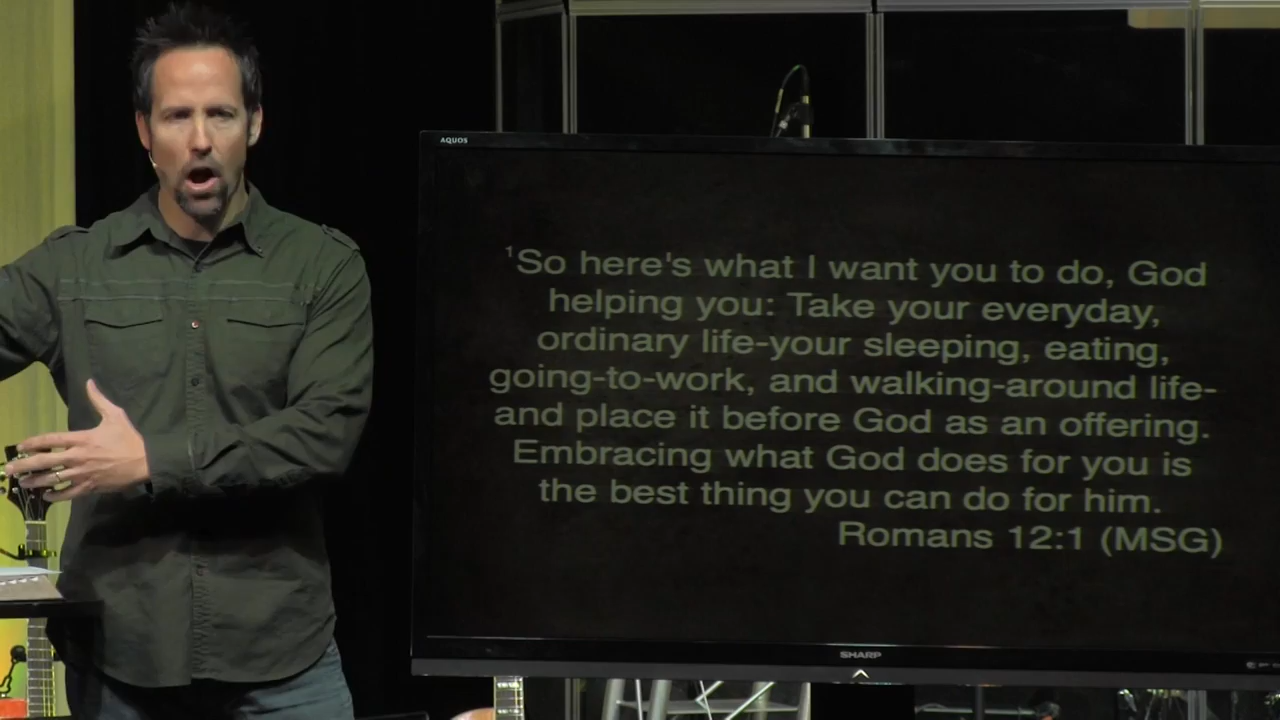 AQUOS
¹So here's what I want you to do, God
helping you: Take your everyday,
ordinary life-your sleeping, eating,
going-to-work, and walking-around life-
and place it before God as an offering.
Embracing what God does for you is
the best thing you can do for him.
Romans 12:1 (MSG)
SHARP